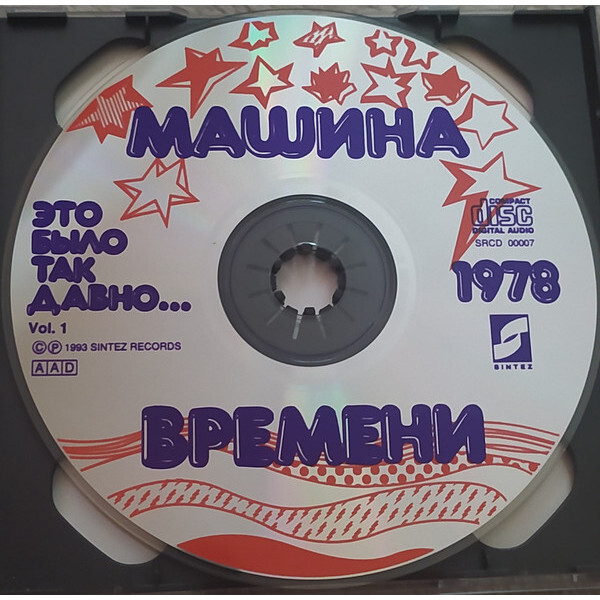 МАШИНА
ЭТО
БЫЛО
ТАК
ДАВНО...
Vol. 1
© ℗ 1993 SINTEZ RECORDS
AAD
COMPACT
disc
DIGITAL AUDIO
SRCD 00007
1978
SINTEZ
ВРЕМЕНИ